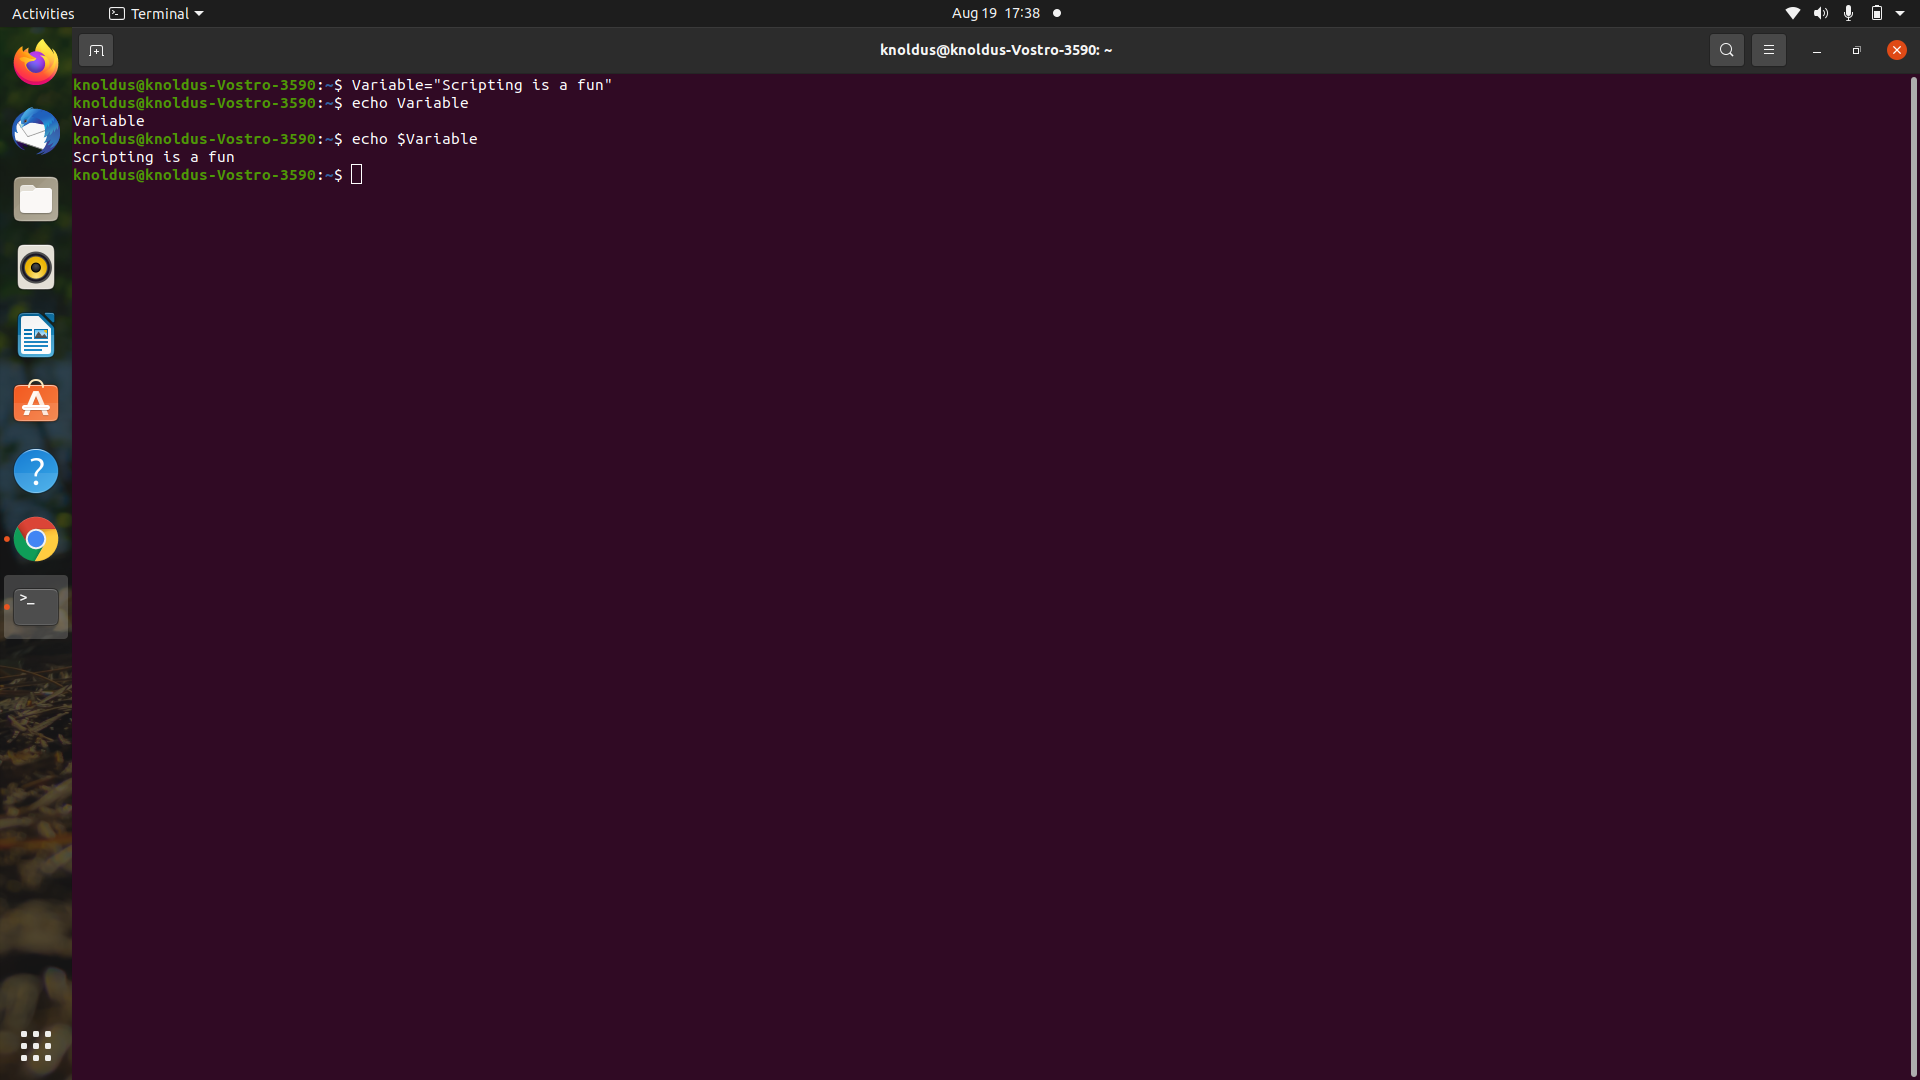 Activities Terminal Aug 19 17:38
knoldus@knoldus-Vostro-3590: ~
knoldus@knoldus-Vostro-3590:~$ Variable="Scripting is a fun"
knoldus@knoldus-Vostro-3590:~$ echo Variable
Variable
knoldus@knoldus-Vostro-3590:~$ echo $Variable
Scripting is a fun
knoldus@knoldus-Vostro-3590:~$